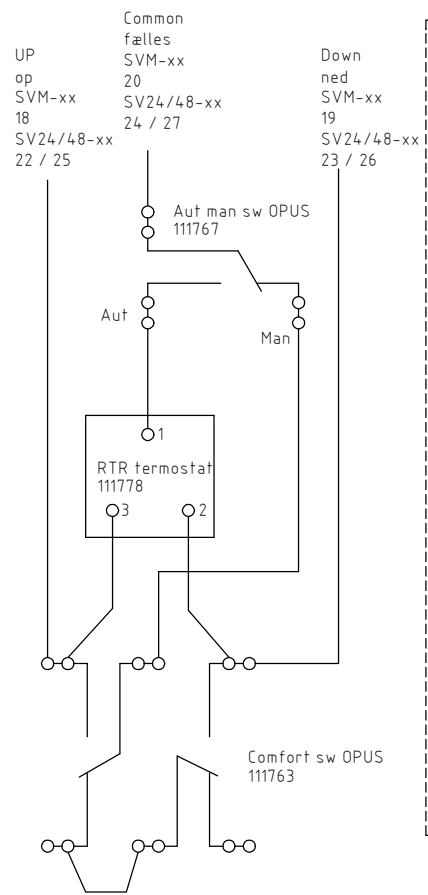 Common
fælles
SVM-xx
20
SV24/48-xx
24 / 27
UP
op
SVM-xx
18
SV24/48-xx
22 / 25
Down
ned
SVM-xx
19
SV24/48-xx
23 / 26
Aut man sw OPUS
111767
Aut
Man
1
RTR termostat
111778
3
2
Comfort sw OPUS
111763